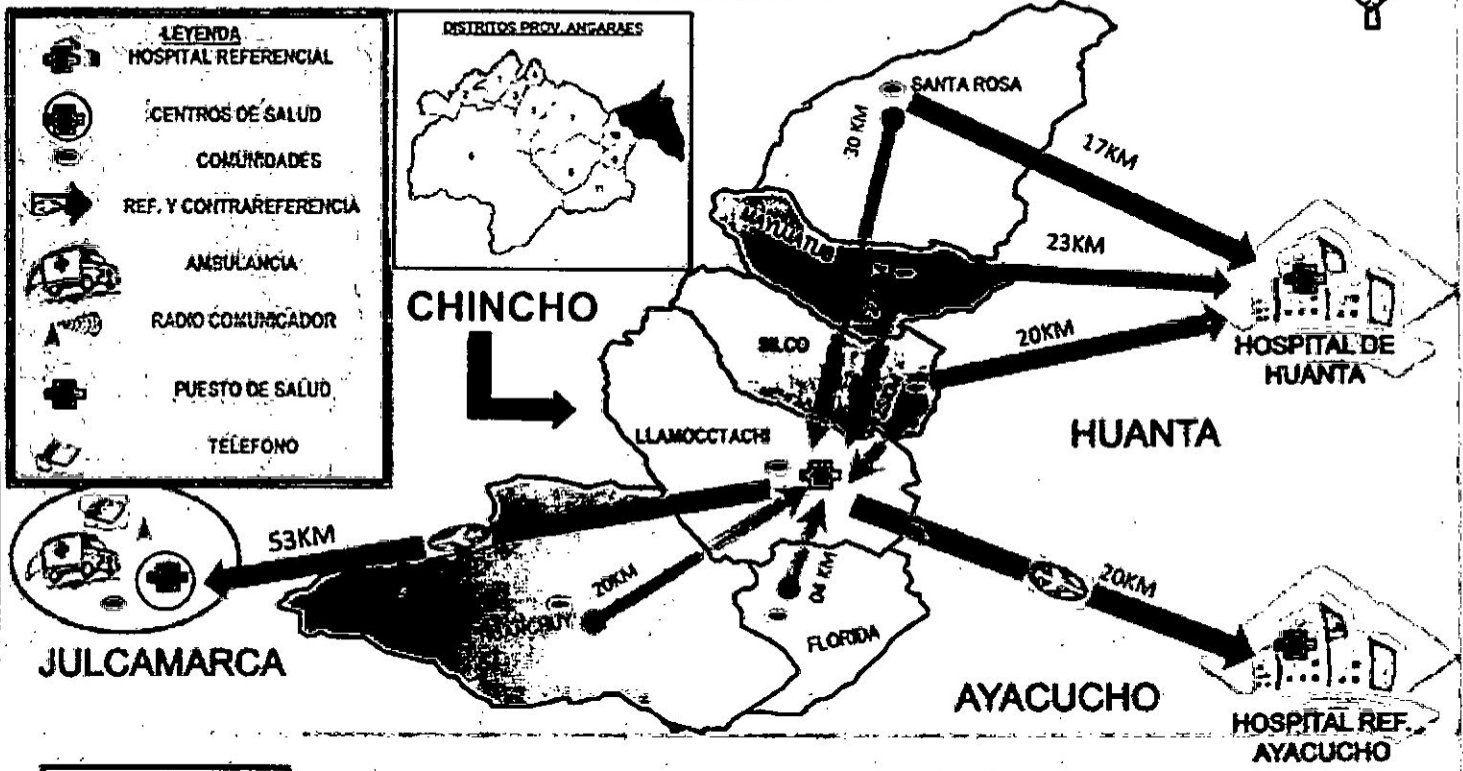 LEYENDA
HOSPITAL REFERENCIAL
CENTROS DE SALUD
COMUNIDADES
REF. Y CONTRAREFERENCIA
AMBULANCIA
RADIO COMUNICADOR
PUESTO DE SALUD
TELEFONO
DISTRITOS PROV. ANGARAES
SANTA ROSA
30 KM
17KM
23KM
CHINCHO
SILCO
20KM
HOSPITAL DE
HUANTA
LLAMOCCTACHI
HUANTA
53KM
20KM
04 KM
20KM
FLORIDA
JULCAMARCA
AYACUCHO
HOSPITAL REF.
AYACUCHO